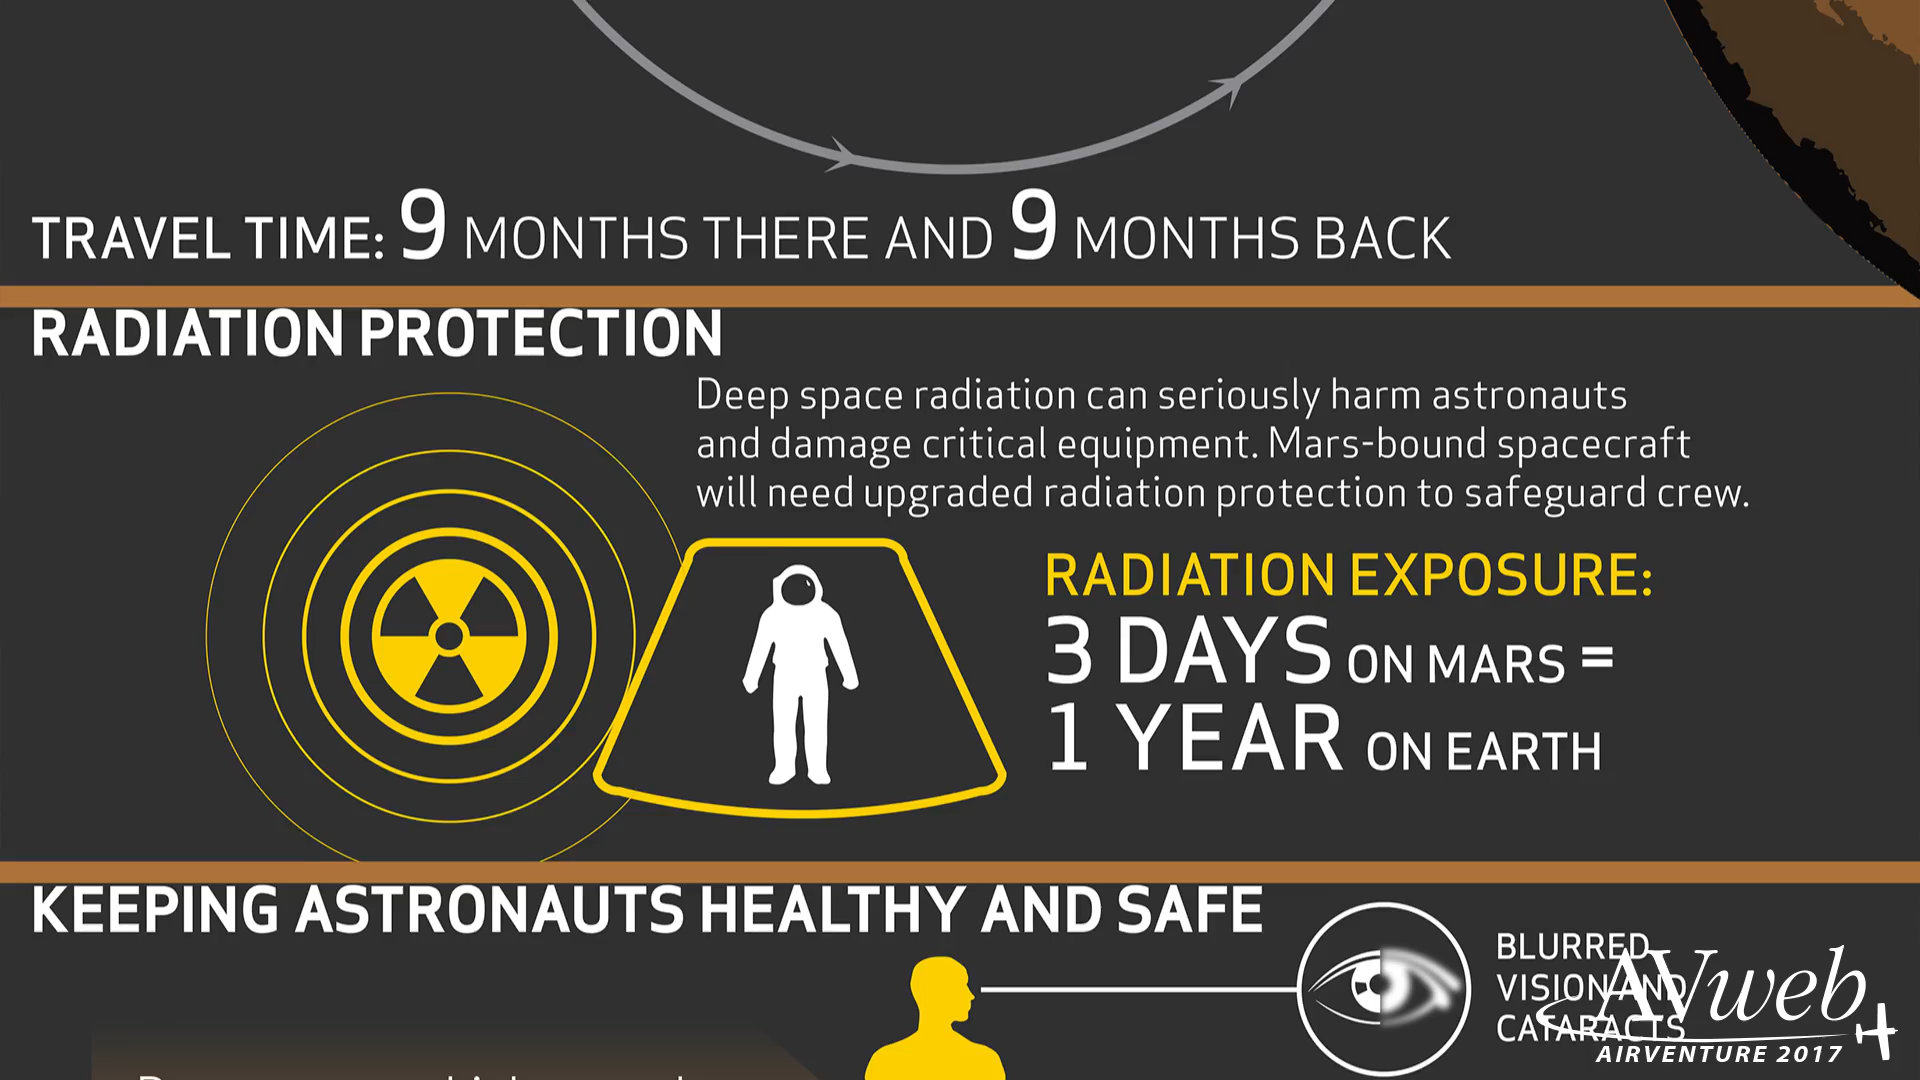 TRAVEL TIME: 9 MONTHS THERE AND 9 MONTHS BACK
RADIATION PROTECTION
Deep space radiation can seriously harm astronauts
and damage critical equipment. Mars-bound spacecraft
will need upgraded radiation protection to safeguard crew.
RADIATION EXPOSURE:
3 DAYS ON MARS =
1 YEAR ON EARTH
KEEPING ASTRONAUTS HEALTHY AND SAFE
BLURRED
VISION AND
CATARACTS
AVweb
AIRVENTURE 2017